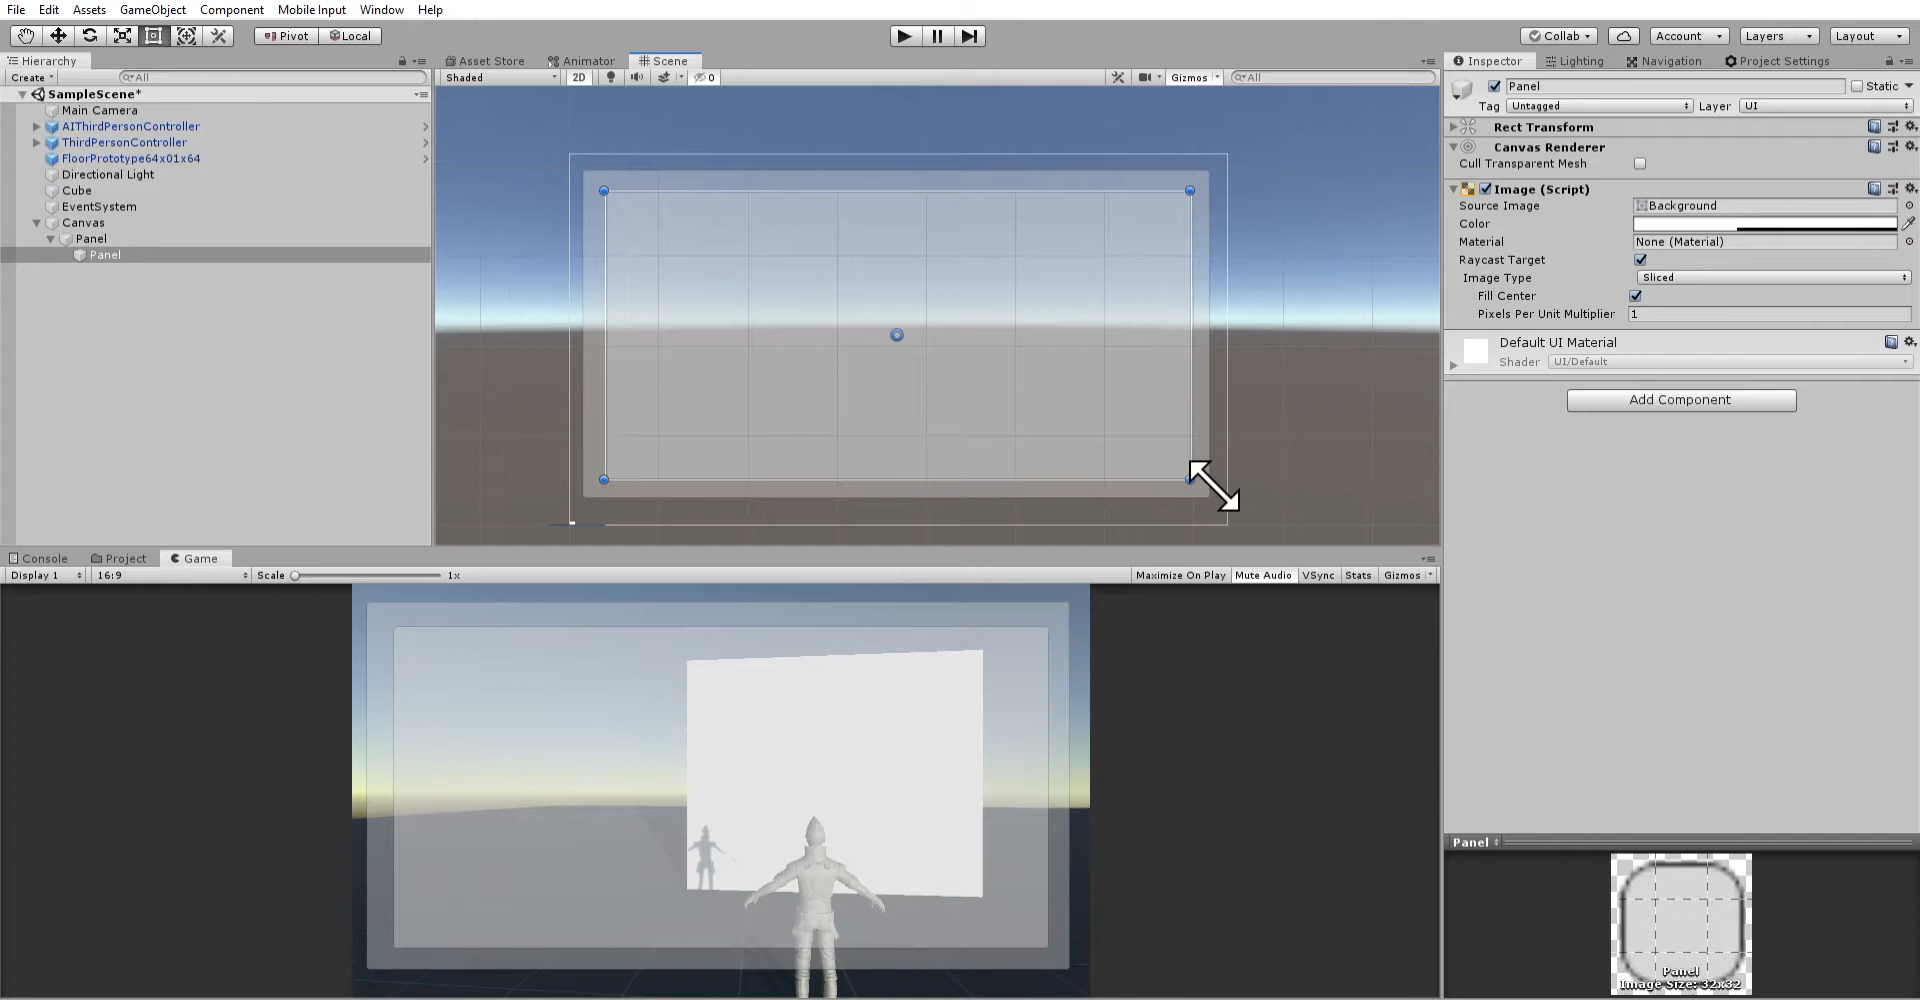 File Edit Assets GameObject Component Mobile Input Window Help
Pivot Local Collab Account Layers Layout
Hierarchy
Create All
SampleScene*
Main Camera
AIThirdPersonController
ThirdPersonController
FloorPrototype64x01x64
Directional Light
Cube
EventSystem
Canvas
Panel
Panel
Asset Store Animator Scene
Shaded 2D 0 Gizmos All
Inspector Lighting Navigation Project Settings
Panel Static
Tag Untagged Layer UI
Rect Transform
Canvas Renderer
Cull Transparent Mesh
Image (Script)
Source Image Background
Color
Material None (Material)
Raycast Target
Image Type Sliced
Fill Center
Pixels Per Unit Multiplier 1
Default UI Material
Shader UI/Default
Add Component
Console Project Game
Display 1 16:9 Scale 1x Maximize On Play Mute Audio VSync Stats Gizmos
Panel
Panel
Image Size: 32x32